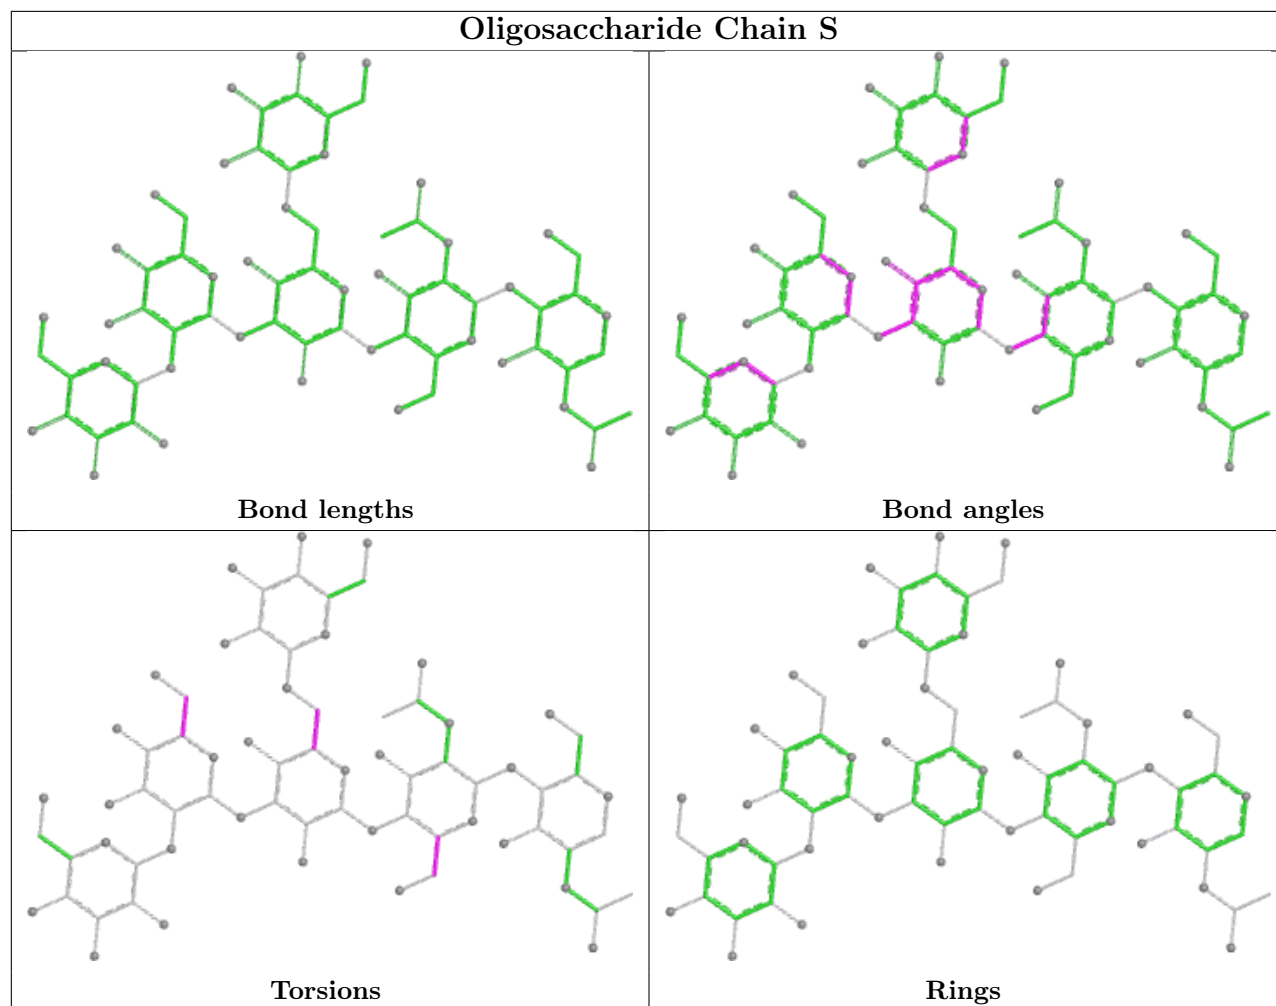 Oligosaccharide Chain S
Bond lengths
Bond angles
Torsions
Rings